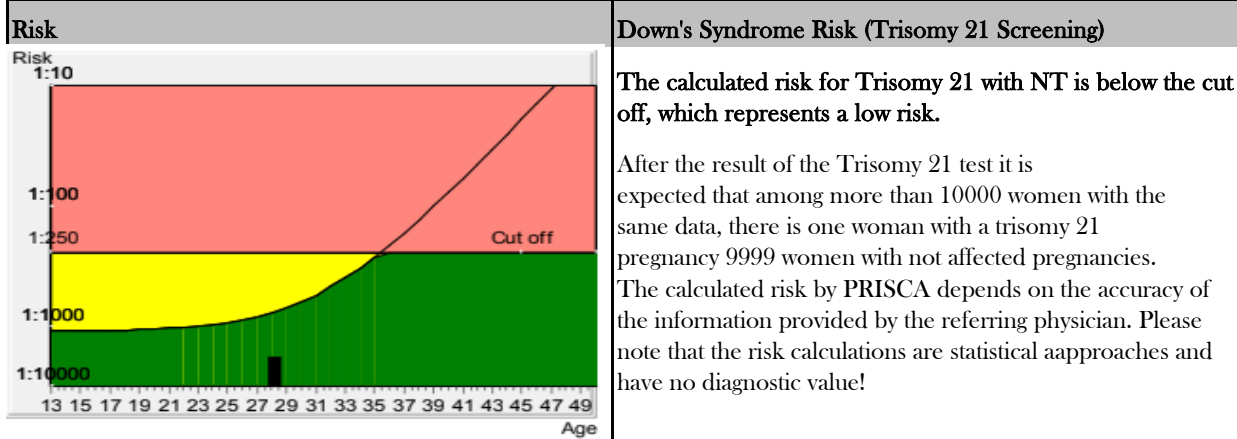 Risk
Risk
1:10
1:100
1:250
Cut off
1:1000
1:10000
13 15 17 19 21 23 25 27 29 31 33 35 37 39 41 43 45 47 49
Age
Down's Syndrome Risk (Trisomy 21 Screening)
The calculated risk for Trisomy 21 with NT is below the cut
off, which represents a low risk.
After the result of the Trisomy 21 test it is
expected that among more than 10000 women with the
same data, there is one woman with a trisomy 21
pregnancy 9999 women with not affected pregnancies.
The calculated risk by PRISCA depends on the accuracy of
the information provided by the referring physician. Please
note that the risk calculations are statistical aapproaches and
have no diagnostic value!